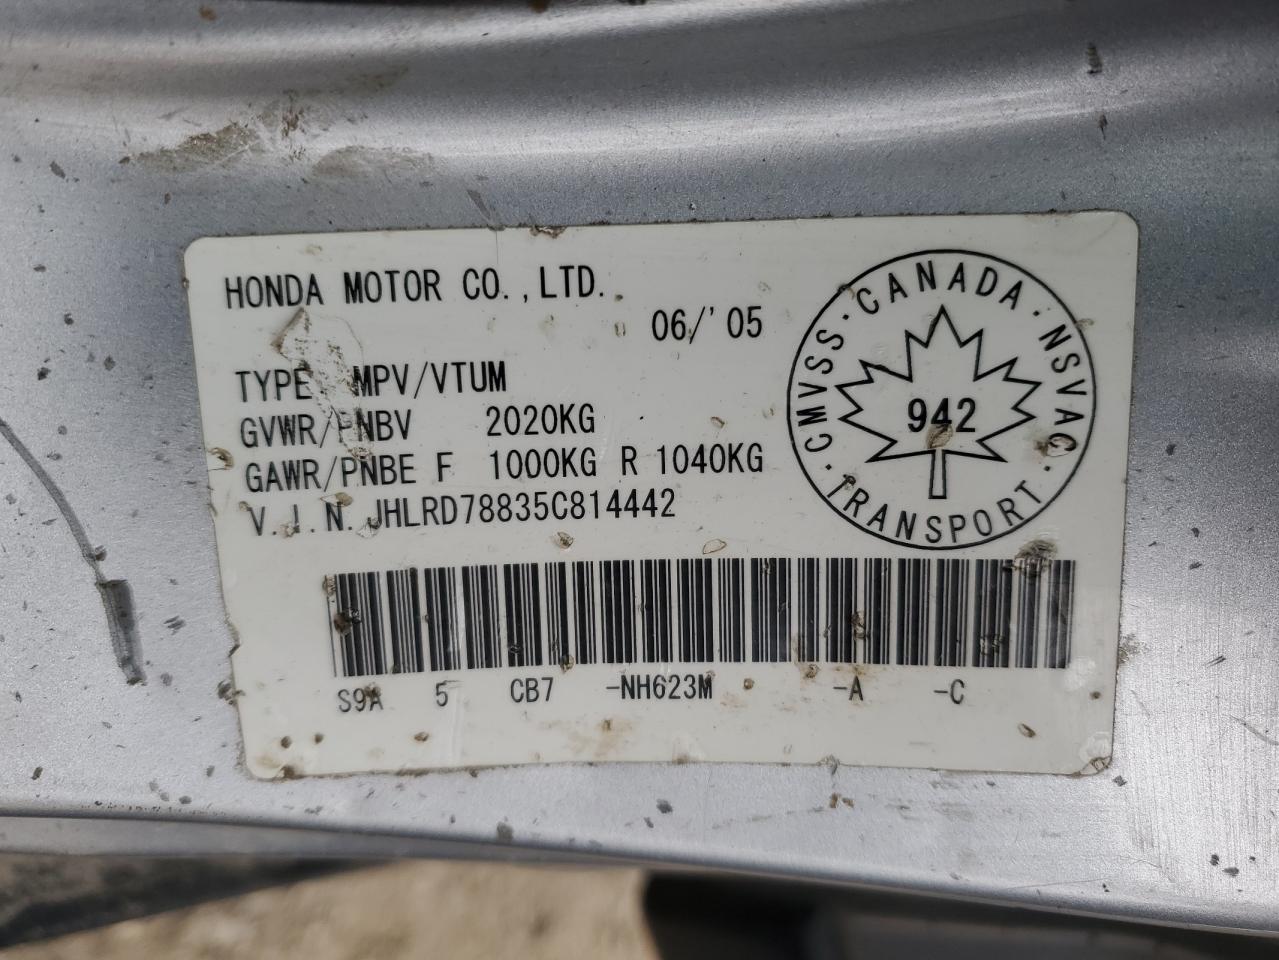 HONDA MOTOR CO.,LTD.
06/'05
TYPE MPV/VTUM
GVWR/PNBV 2020KG
GAWR/PNBE F 1000KG R 1040KG
V.I.N. JHLRD78835C814442
S9A 5 CB7 -NH623M -A -C
CMVSS·CANADA·NSVAC·TRANSPORT·
942